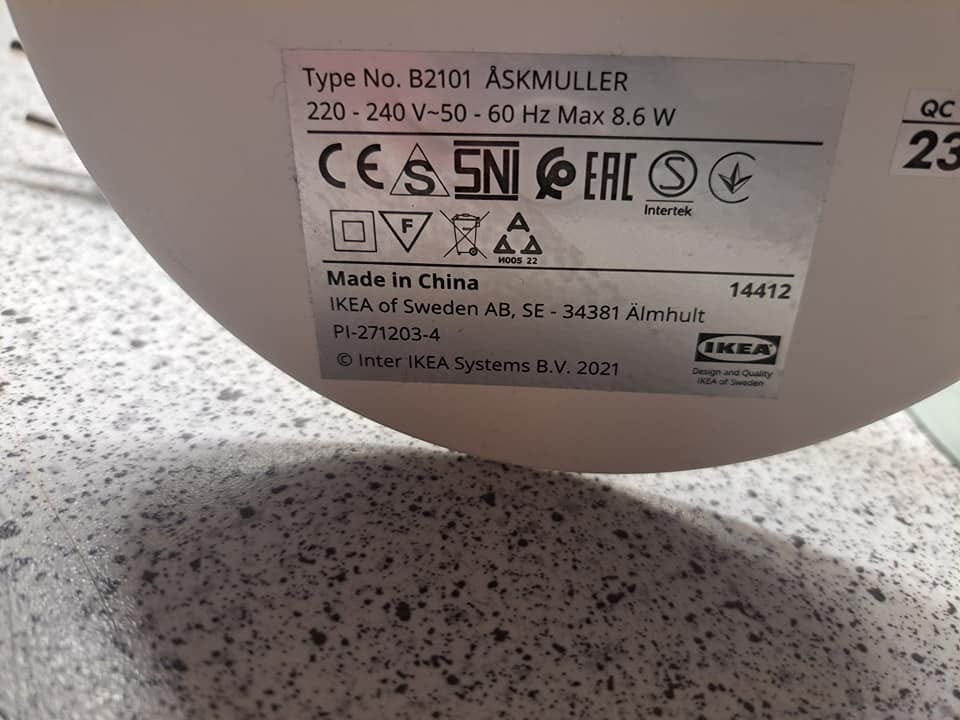 Type No. B2101 ÅSKMULLER
220 - 240 V~50 - 60 Hz Max 8.6 W
CE S SNI EAC S
Intertek
F
A
И005 22
Made in China
14412
IKEA of Sweden AB, SE - 34381 Älmhult
PI-271203-4
© Inter IKEA Systems B.V. 2021
IKEA
Design and Quality
IKEA of Sweden
QC
23